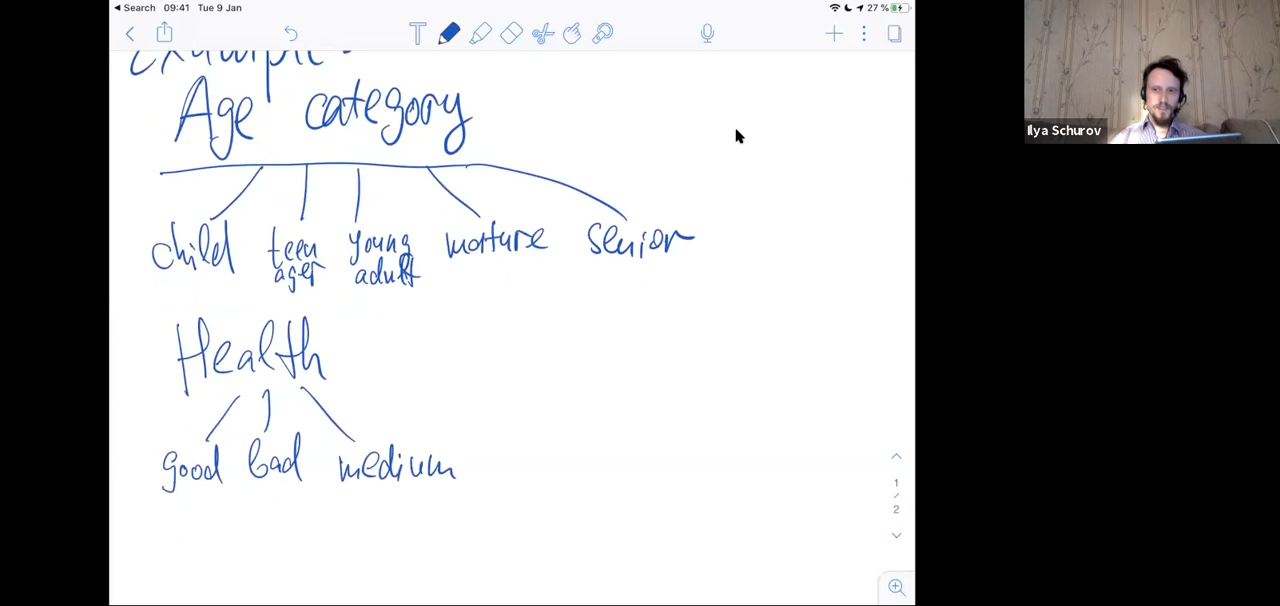 Search 09:41 Tue 9 Jan 27%
Example
Age category
child teen young mature senior
ager adult
Health
good bad medium
Ilya Schurov
1
2